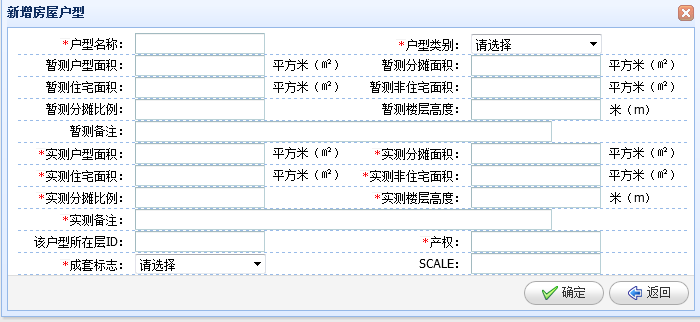 新增房屋户型
*户型名称： *户型类别： 请选择
暂测户型面积： 平方米（㎡） 暂测分摊面积： 平方米（㎡）
暂测住宅面积： 平方米（㎡） 暂测非住宅面积： 平方米（㎡）
暂测分摊比例： 暂测楼层高度： 米（m）
暂测备注：
*实测户型面积： 平方米（㎡） *实测分摊面积： 平方米（㎡）
*实测住宅面积： 平方米（㎡） *实测非住宅面积： 平方米（㎡）
*实测分摊比例： *实测楼层高度： 米（m）
*实测备注：
该户型所在层ID： *产权：
*成套标志： 请选择 SCALE：
确定 返回